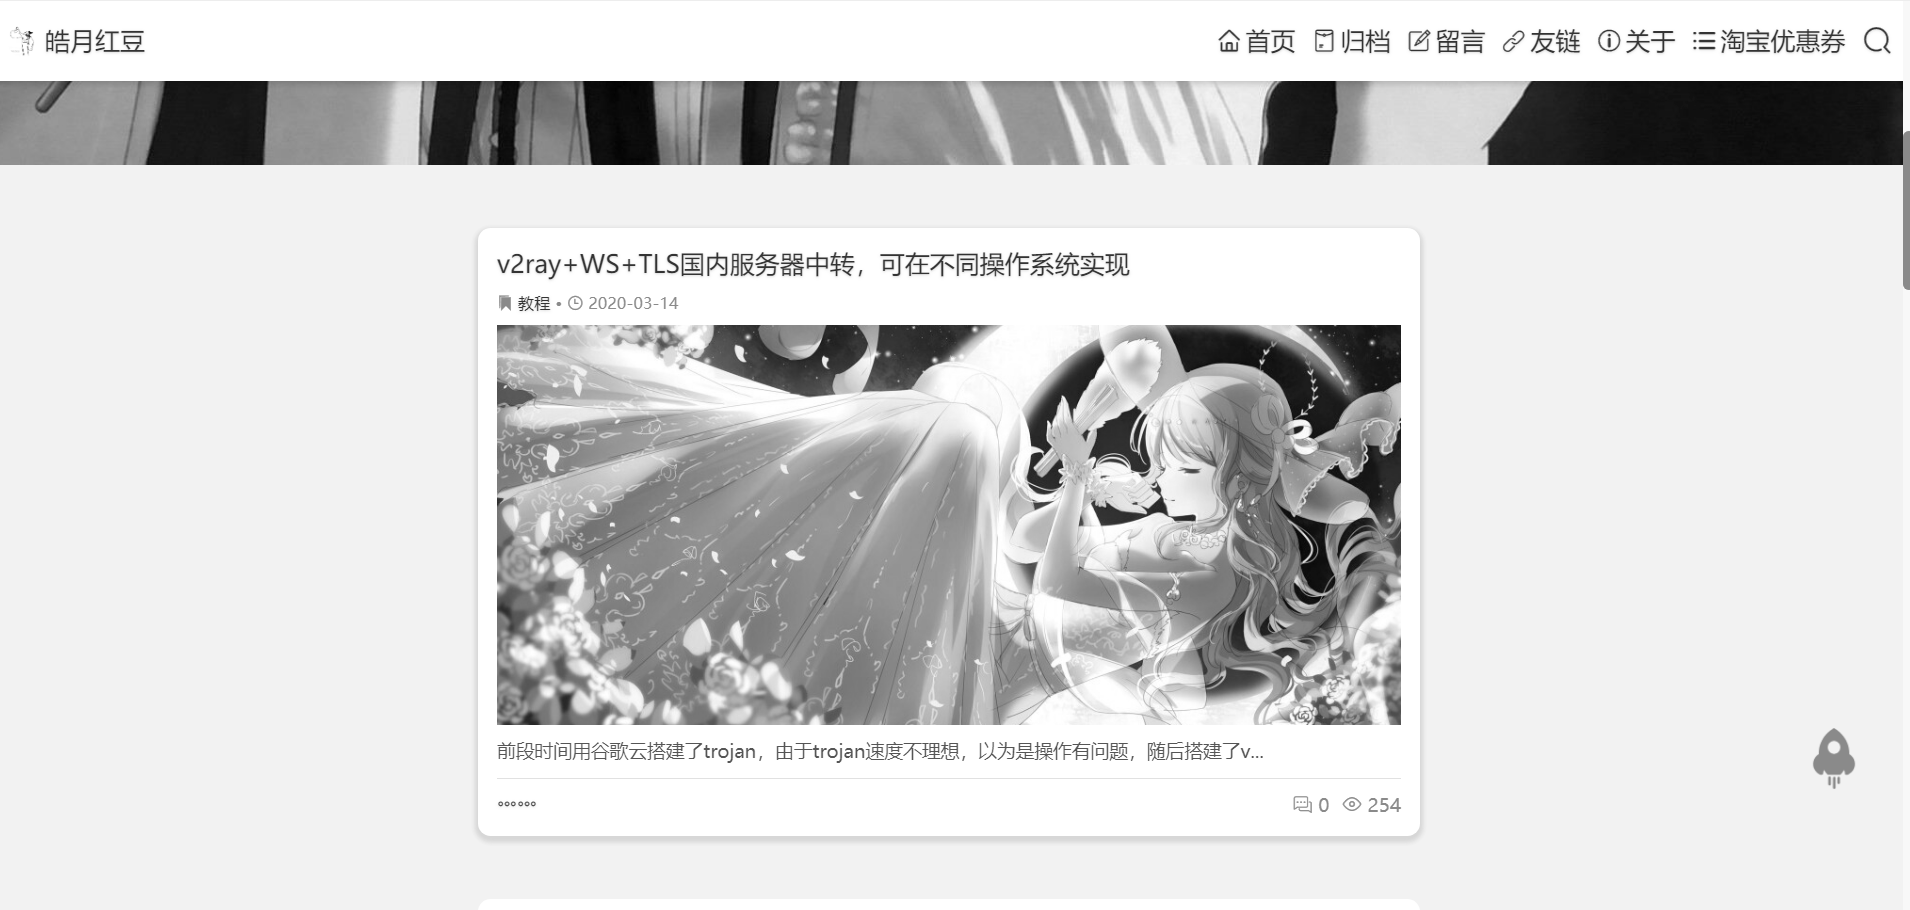 皓月红豆
首页 归档 留言 友链 关于 淘宝优惠券
v2ray+WS+TLS国内服务器中转，可在不同操作系统实现
教程 • 2020-03-14
前段时间用谷歌云搭建了trojan，由于trojan速度不理想，以为是操作有问题，随后搭建了v...
0 254